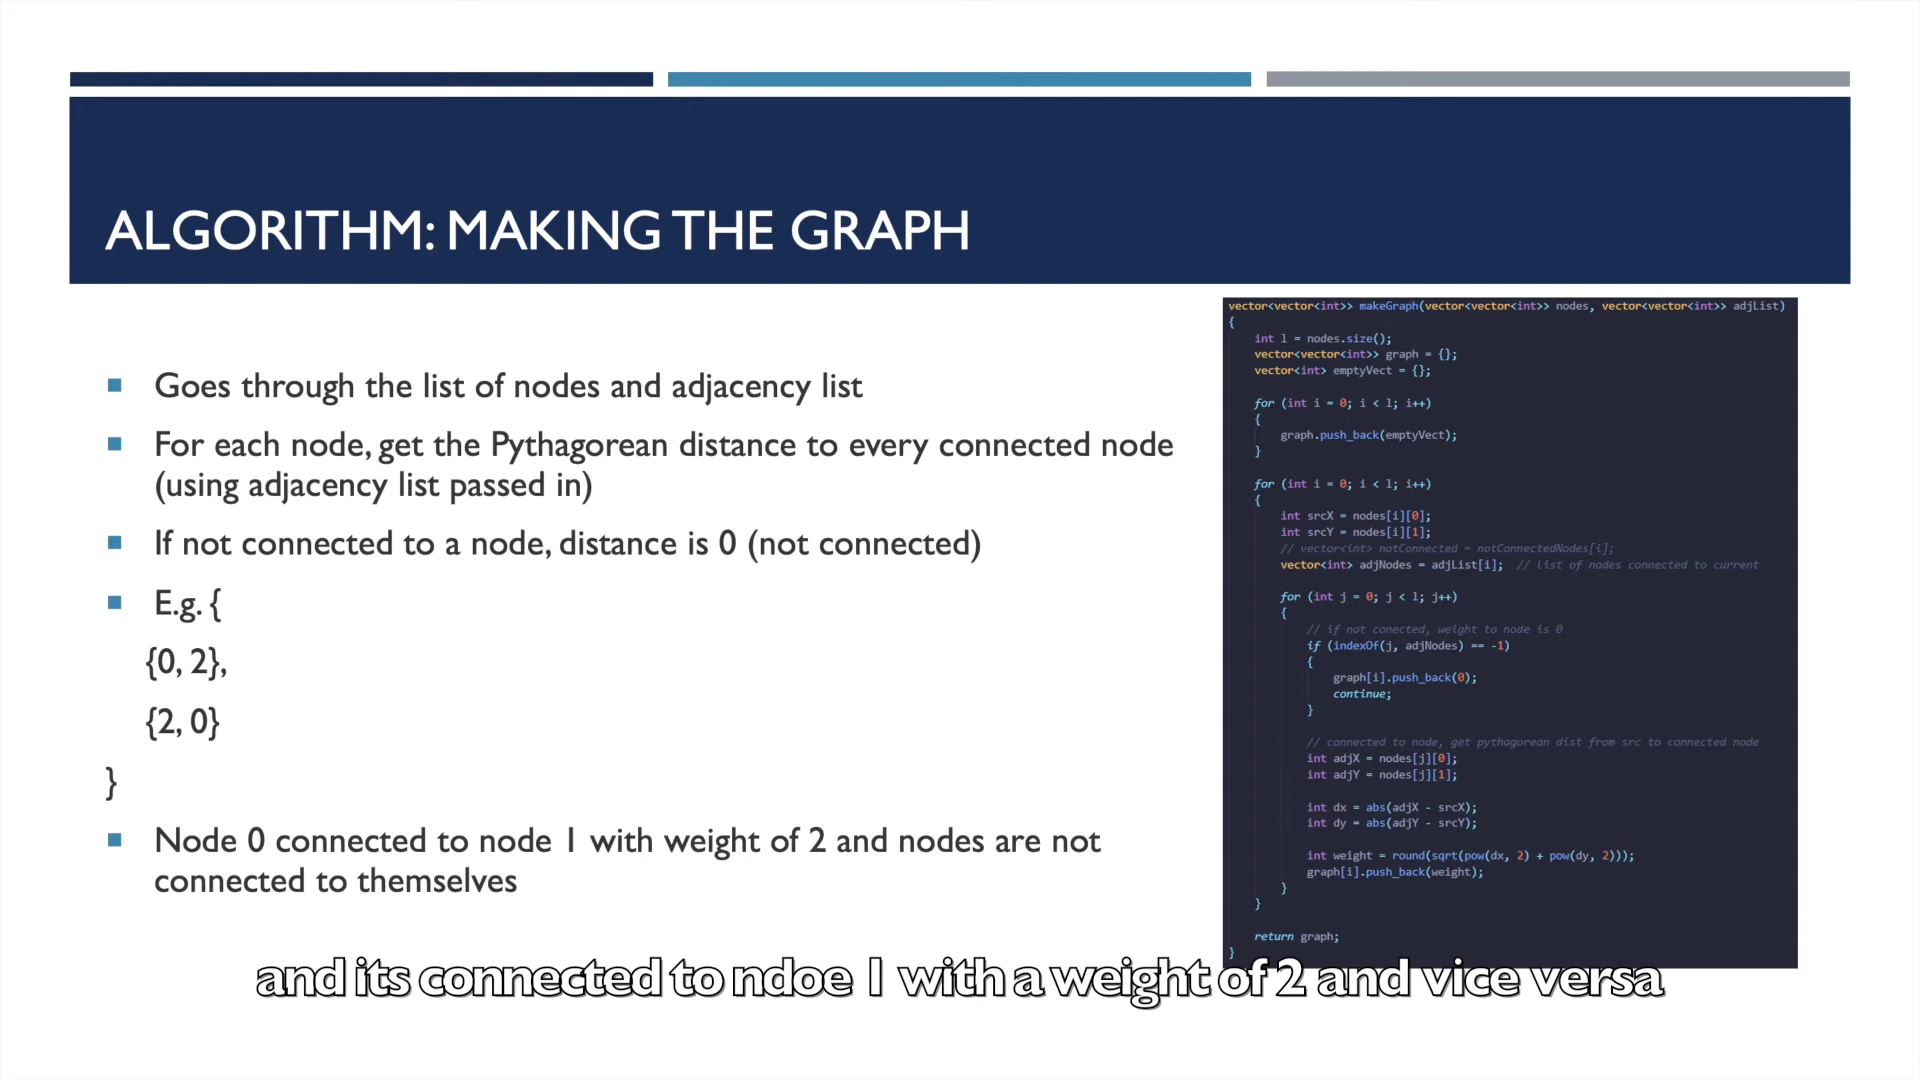 ALGORITHM: MAKING THE GRAPH
Goes through the list of nodes and adjacency list
For each node, get the Pythagorean distance to every connected node
(using adjacency list passed in)
If not connected to a node, distance is 0 (not connected)
E.g. {
{0, 2},
{2, 0}
}
Node 0 connected to node 1 with weight of 2 and nodes are not
connected to themselves
vector<vector<int>> makeGraph(vector<vector<int>> nodes, vector<vector<int>> adjList)
{
int l = nodes.size();
vector<vector<int>> graph = {};
vector<int> emptyVect = {};
for (int i = 0; i < l; i++)
{
graph.push_back(emptyVect);
}
for (int i = 0; i < l; i++)
{
int srcX = nodes[i][0];
int srcY = nodes[i][1];
// vector<int> notConnected = notConnectedNodes[i];
vector<int> adjNodes = adjList[i]; // list of nodes connected to current
for (int j = 0; j < l; j++)
{
// if not conected, weight to node is 0
if (indexOf(j, adjNodes) == -1)
{
graph[i].push_back(0);
continue;
}
// connected to node, get pythagorean dist from src to connected node
int adjX = nodes[j][0];
int adjY = nodes[j][1];
int dx = abs(adjX - srcX);
int dy = abs(adjY - srcY);
int weight = round(sqrt(pow(dx, 2) + pow(dy, 2)));
graph[i].push_back(weight);
}
}
return graph;
}
and its connected to ndoe 1 with a weight of 2 and vice versa